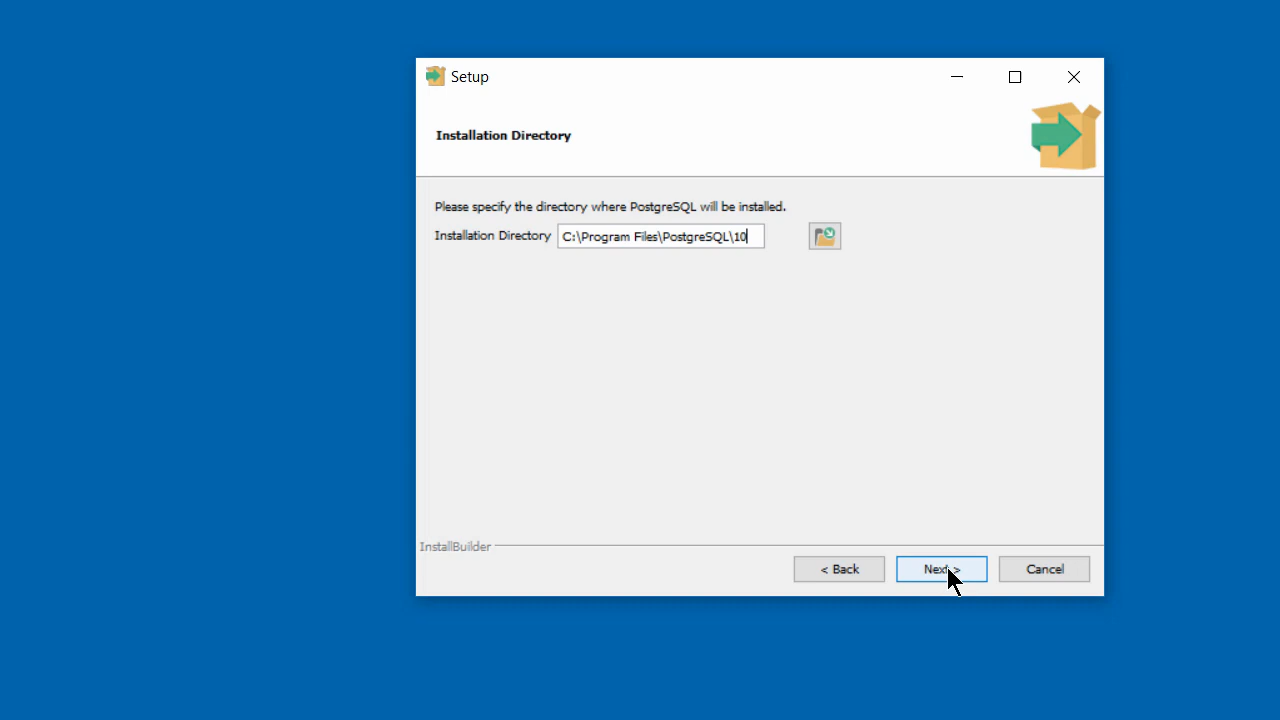 Setup
Installation Directory
Please specify the directory where PostgreSQL will be installed.
Installation Directory C:\Program Files\PostgreSQL\10
InstallBuilder
< Back Next > Cancel